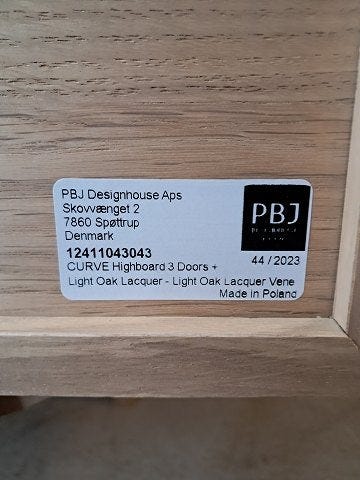 PBJ Designhouse Aps
Skovvænget 2
7860 Spøttrup
Denmark
12411043043
CURVE Highboard 3 Doors +
Light Oak Lacquer - Light Oak Lacquer Vene
Made in Poland
PBJ
44 / 2023